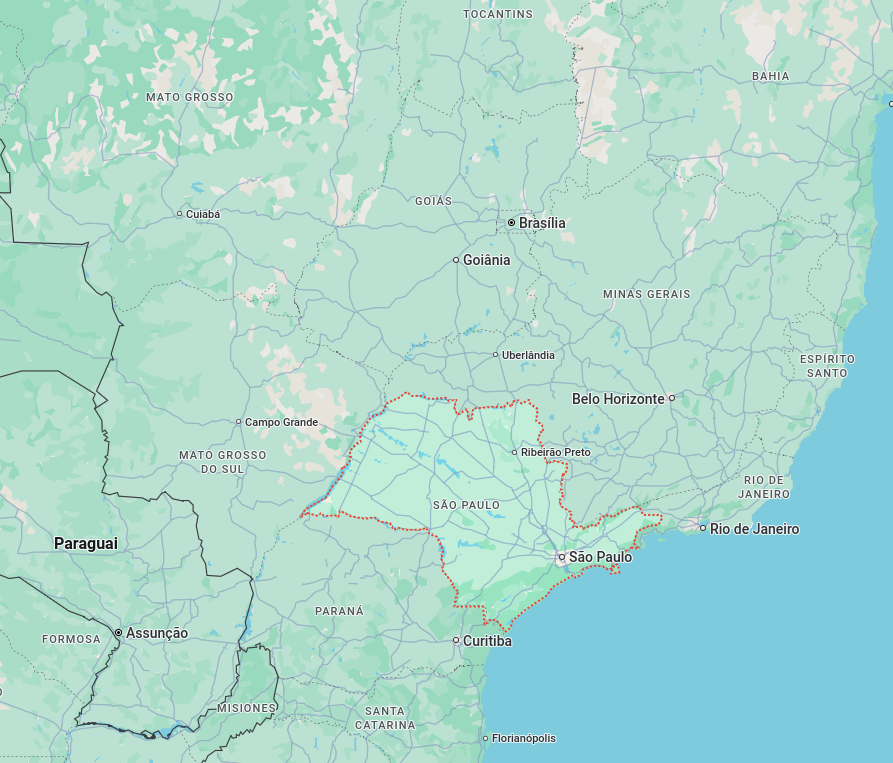 TOCANTINS
BAHIA
MATO GROSSO
GOIÁS
Cuiabá
Brasília
Goiânia
MINAS GERAIS
Uberlândia
ESPÍRITO
SANTO
Belo Horizonte
Campo Grande
MATO GROSSO
DO SUL
Ribeirão Preto
RIO DE
JANEIRO
SÃO PAULO
Rio de Janeiro
Paraguai
São Paulo
PARANÁ
Assunção
FORMOSA
Curitiba
MISIONES
SANTA
CATARINA
Florianópolis